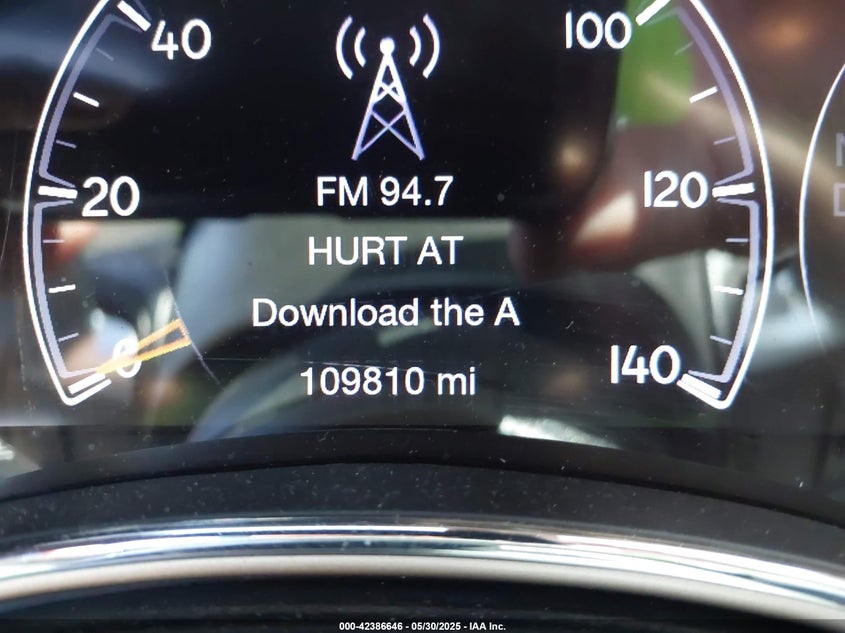 40
100
20
FM 94.7
120
HURT AT
Download the A
0
109810 mi
140
000-42386646 - 05/30/2025 - IAA Inc.